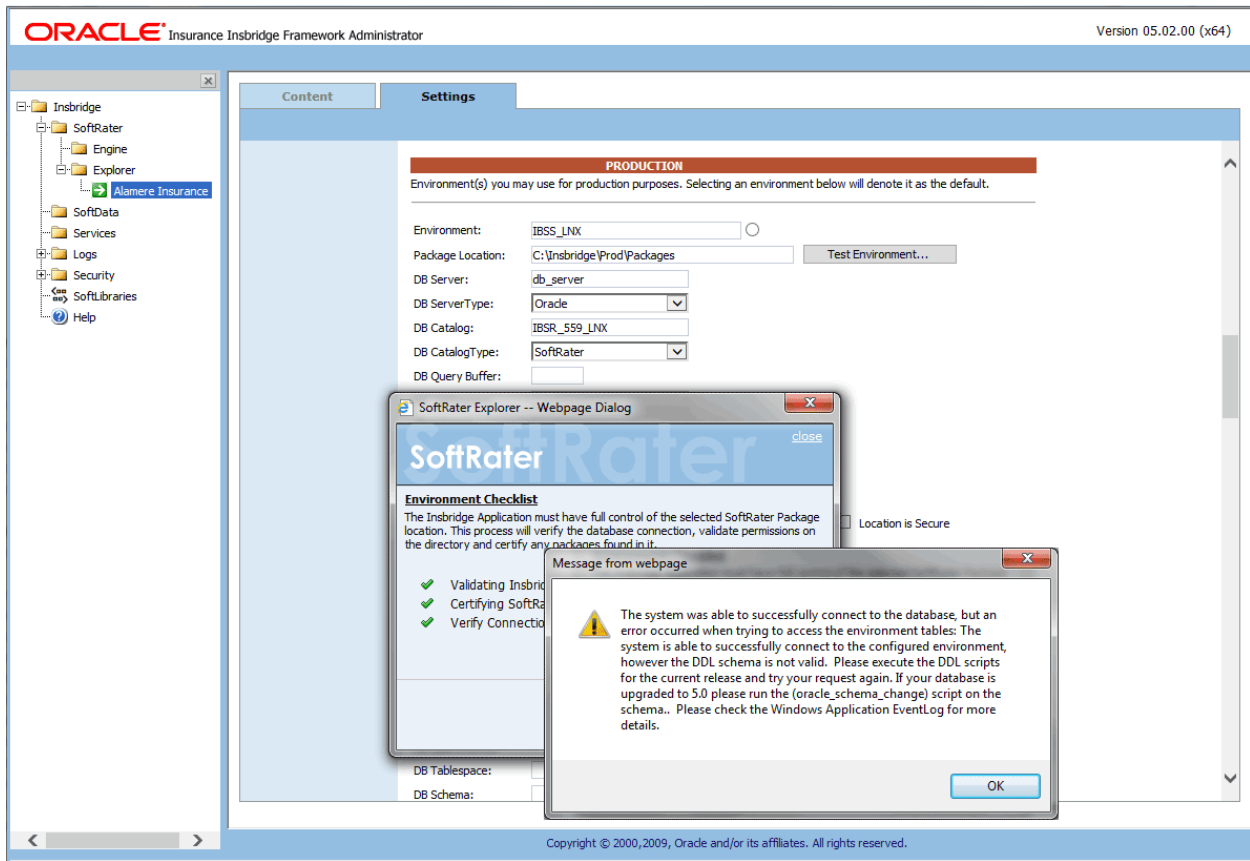 ORACLE Insurance Insbridge Framework Administrator
Version 05.02.00 (x64)
Insbridge
SoftRater
Engine
Explorer
Alamere Insurance
SoftData
Services
Logs
Security
SoftLibraries
Help
Content
Settings
PRODUCTION
Environment(s) you may use for production purposes. Selecting an environment below will denote it as the default.
Environment: IBSS_LNX
Package Location: C:\Insbridge\Prod\Packages Test Environment...
DB Server: db_server
DB ServerType: Oracle
DB Catalog: IBSR_559_LNX
DB CatalogType: SoftRater
DB Query Buffer:
SoftRater Explorer -- Webpage Dialog
close
SoftRater
SoftRater
Environment Checklist
The Insbridge Application must have full control of the selected SoftRater Package
location. This process will verify the database connection, validate permissions on
the directory and certify any packages found in it.
Validating
Certifying
Verify
Location is Secure
Message from webpage
The system was able to successfully connect to the database, but an
error occurred when trying to access the environment tables: The
system is able to successfully connect to the configured environment,
however the DDL schema is not valid. Please execute the DDL scripts
for the current release and try your request again. If your database is
upgraded to 5.0 please run the (oracle_schema_change) script on the
schema.. Please check the Windows Application EventLog for more
details.
OK
DB Tablespace:
DB Schema:
Copyright © 2000,2009, Oracle and/or its affiliates. All rights reserved.